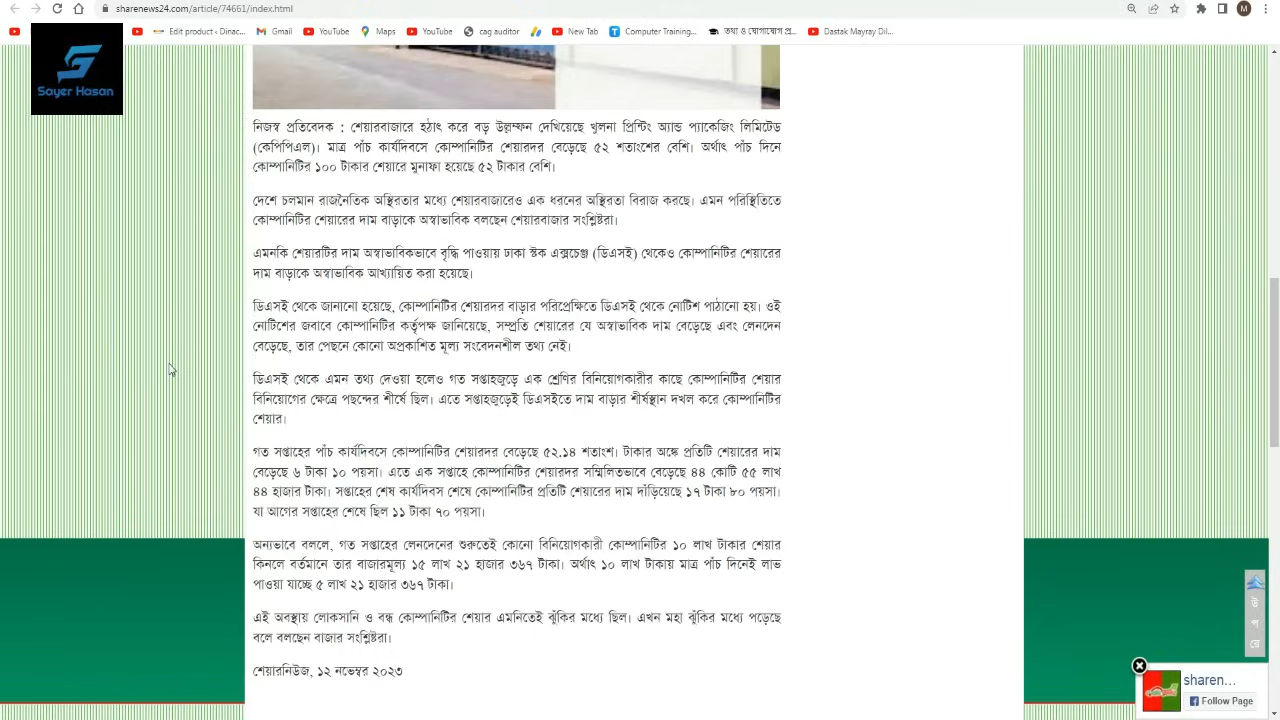 sharenews24.com/article/74661/index.html
M
Edit product ‹ Dinac...
Gmail
YouTube
Maps
YouTube
cag auditor
New Tab
Computer Training...
তথ্য ও যোগাযোগ প্র...
Dastak Mayray Dil...
Sayer Hasan
নিজস্ব প্রতিবেদক : শেয়ারবাজারে হঠাৎ করে বড় উল্লম্ফন দেখিয়েছে খুলনা প্রিন্টিং অ্যান্ড প্যাকেজিং লিমিটেড
(কেপিপিএল)। মাত্র পাঁচ কার্যদিবসে কোম্পানিটির শেয়ারদর বেড়েছে ৫২ শতাংশের বেশি। অর্থাৎ পাঁচ দিনে
কোম্পানিটির ১০০ টাকার শেয়ারে মুনাফা হয়েছে ৫২ টাকার বেশি।
দেশে চলমান রাজনৈতিক অস্থিরতার মধ্যে শেয়ারবাজারেও এক ধরনের অস্থিরতা বিরাজ করছে। এমন পরিস্থিতিতে
কোম্পানিটির শেয়ারের দাম বাড়াকে অস্বাভাবিক বলছেন শেয়ারবাজার সংশ্লিষ্টরা।
এমনকি শেয়ারটির দাম অস্বাভাবিকভাবে বৃদ্ধি পাওয়ায় ঢাকা স্টক এক্সচেঞ্জ (ডিএসই) থেকেও কোম্পানিটির শেয়ারের
দাম বাড়াকে অস্বাভাবিক আখ্যায়িত করা হয়েছে।
ডিএসই থেকে জানানো হয়েছে, কোম্পানিটির শেয়ারদর বাড়ার পরিপ্রেক্ষিতে ডিএসই থেকে নোটিশ পাঠানো হয়। ওই
নোটিশের জবাবে কোম্পানিটির কর্তৃপক্ষ জানিয়েছে, সম্প্রতি শেয়ারের যে অস্বাভাবিক দাম বেড়েছে এবং লেনদেন
বেড়েছে, তার পেছনে কোনো অপ্রকাশিত মূল্য সংবেদনশীল তথ্য নেই।
ডিএসই থেকে এমন তথ্য দেওয়া হলেও গত সপ্তাহজুড়ে এক শ্রেণির বিনিয়োগকারীর কাছে কোম্পানিটির শেয়ার
বিনিয়োগের ক্ষেত্রে পছন্দের শীর্ষে ছিল। এতে সপ্তাহজুড়েই ডিএসইতে দাম বাড়ার শীর্ষস্থান দখল করে কোম্পানিটির
শেয়ার।
গত সপ্তাহের পাঁচ কার্যদিবসে কোম্পানিটির শেয়ারদর বেড়েছে ৫২.১৪ শতাংশ। টাকার অঙ্কে প্রতিটি শেয়ারের দাম
বেড়েছে ৬ টাকা ১০ পয়সা। এতে এক সপ্তাহে কোম্পানিটির শেয়ারদর সম্মিলিতভাবে বেড়েছে ৪৪ কোটি ৫৫ লাখ
৪৪ হাজার টাকা। সপ্তাহের শেষ কার্যদিবস শেষে কোম্পানিটির প্রতিটি শেয়ারের দাম দাঁড়িয়েছে ১৭ টাকা ৮০ পয়সা।
যা আগের সপ্তাহের শেষে ছিল ১১ টাকা ৭০ পয়সা।
অন্যভাবে বললে, গত সপ্তাহের লেনদেনের শুরুতেই কোনো বিনিয়োগকারী কোম্পানিটির ১০ লাখ টাকার শেয়ার
কিনলে বর্তমানে তার বাজারমূল্য ১৫ লাখ ২১ হাজার ৩৬৭ টাকা। অর্থাৎ ১০ লাখ টাকায় মাত্র পাঁচ দিনেই লাভ
পাওয়া যাচ্ছে ৫ লাখ ২১ হাজার ৩৬৭ টাকা।
এই অবস্থায় লোকসানি ও বন্ধ কোম্পানিটির শেয়ার এমনিতেই ঝুঁকির মধ্যে ছিল। এখন মহা ঝুঁকির মধ্যে পড়েছে
বলে বলছেন বাজার সংশ্লিষ্টরা।
শেয়ারনিউজ, ১২ নভেম্বর ২০২৩
উ
প
রে
sharen...
Follow Page